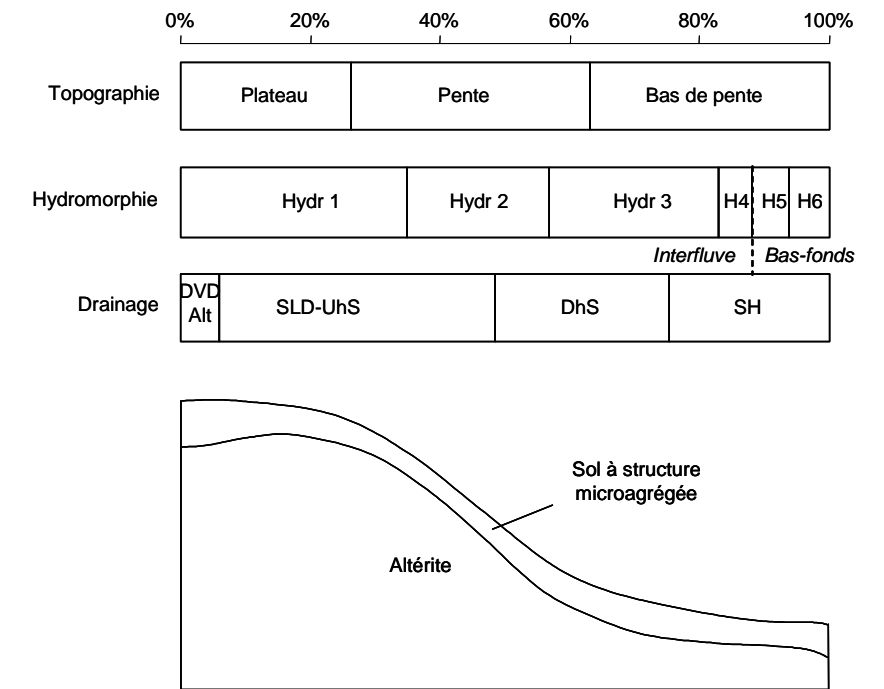 0% 20% 40% 60% 80% 100%
Topographie Plateau Pente Bas de pente
Hydromorphie Hydr 1 Hydr 2 Hydr 3 H4 H5 H6
Interfluve Bas-fonds
Drainage DVD Alt SLD-UhS DhS SH
Sol à structure
microagrégée
Altérite